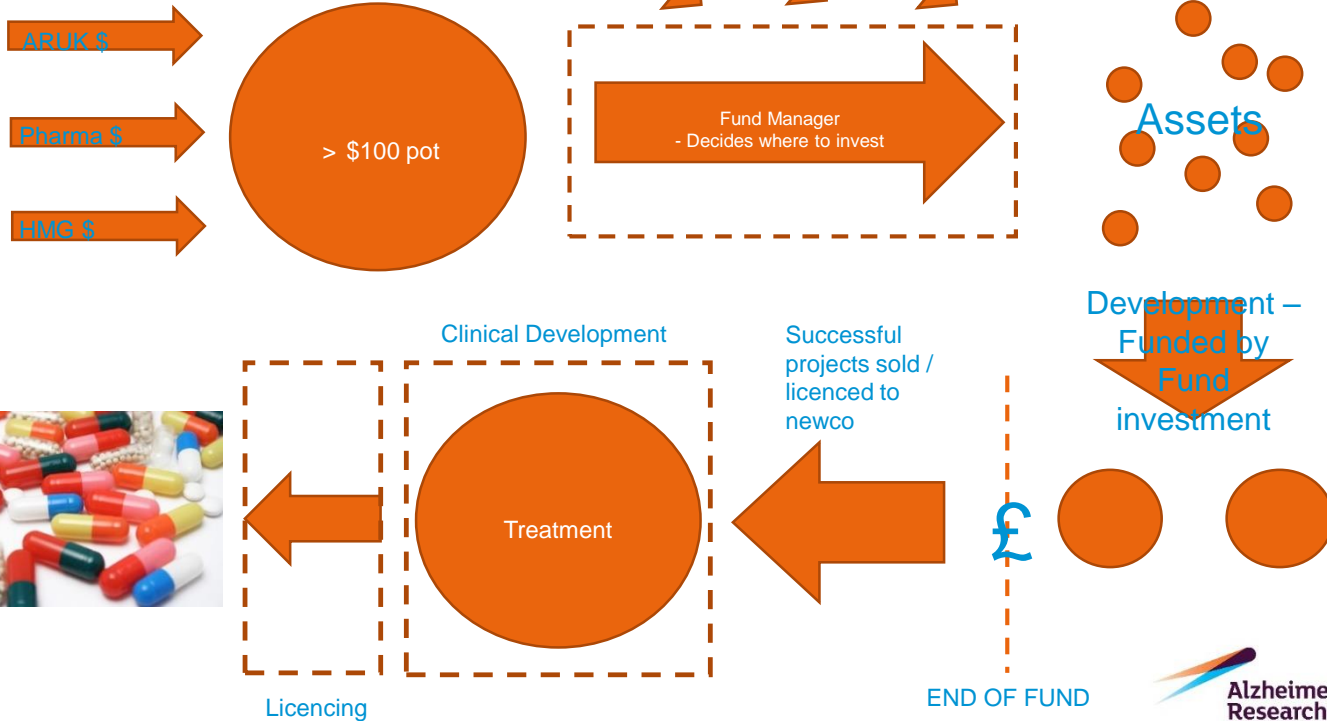 ARUK $
Pharma $
HMG $
> $100 pot
Fund Manager
- Decides where to invest
Assets
Development –
Funded by
Fund
investment
Clinical Development
Successful
projects sold /
licenced to
newco
Treatment
£
Licencing
END OF FUND
Alzheime
Research